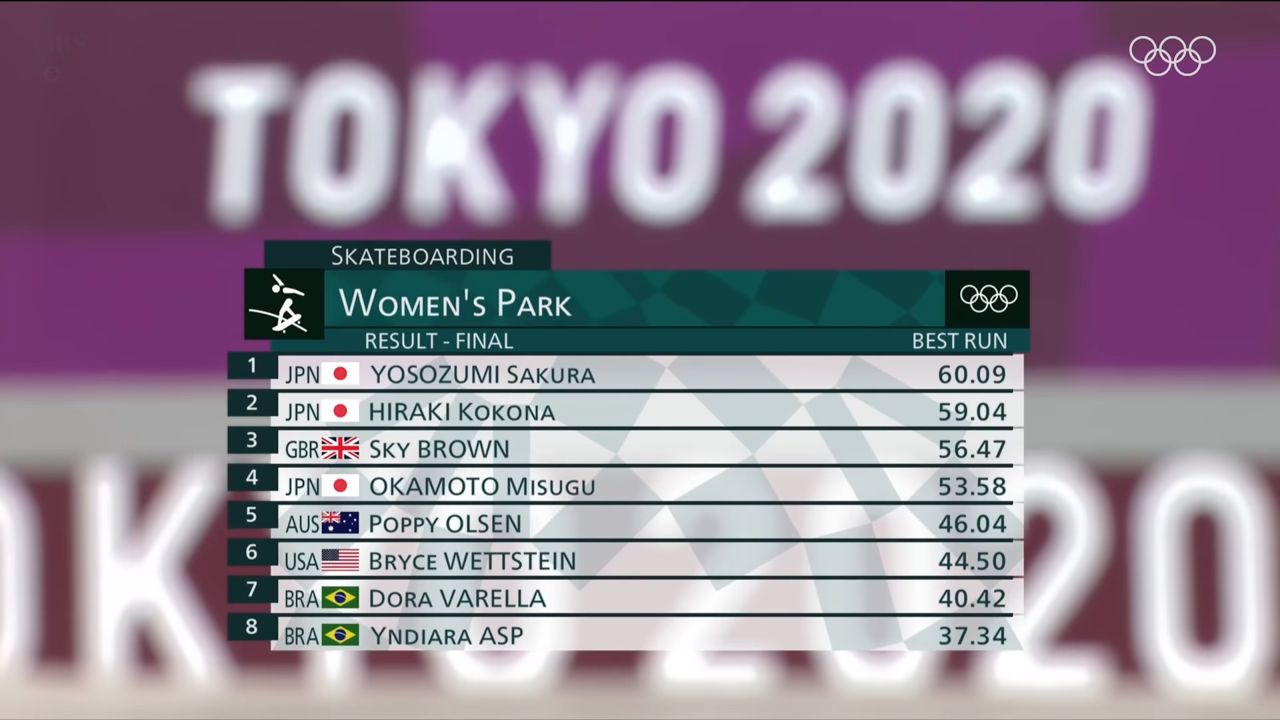 TOKYO 2020
SKATEBOARDING
WOMEN'S PARK
RESULT - FINAL BEST RUN
1 JPN YOSOZUMI SAKURA 60.09
2 JPN HIRAKI KOKONA 59.04
3 GBR SKY BROWN 56.47
4 JPN OKAMOTO MISUGU 53.58
5 AUS POPPY OLSEN 46.04
6 USA BRYCE WETTSTEIN 44.50
7 BRA DORA VARELLA 40.42
8 BRA YNDIARA ASP 37.34